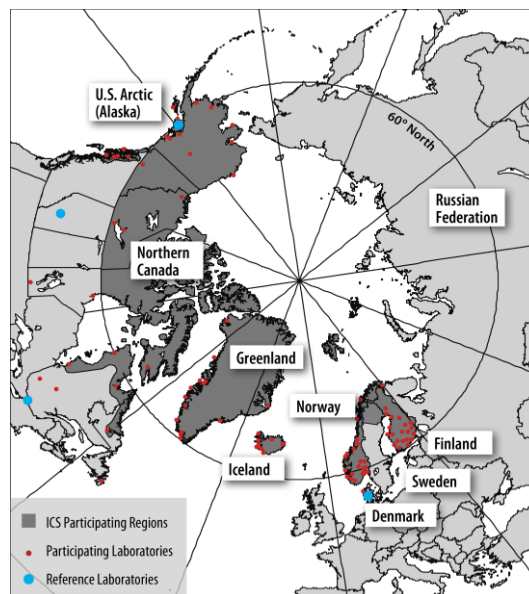 U.S. Arctic
(Alaska)
60° North
Russian
Federation
Northern
Canada
Greenland
Norway
Finland
Iceland
Sweden
Denmark
ICS Participating Regions
Participating Laboratories
Reference Laboratories